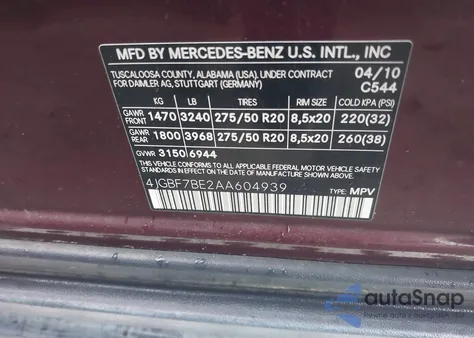 MFD BY MERCEDES-BENZ U.S. INTL., INC
TUSCALOOSA COUNTY, ALABAMA (USA), UNDER CONTRACT 04/10
FOR DAIMLER AG, STUTTGART (GERMANY) C544
KG LB TIRES RIM SIZE COLD KPA (PSI)
GAWR FRONT 1470 3240 275/50 R20 8,5x20 220(32)
GAWR REAR 1800 3968 275/50 R20 8,5x20 260(38)
GVWR 3150 6944
THIS VEHICLE CONFORMS TO ALL APPLICABLE U.S. FEDERAL
MOTOR VEHICLE SAFETY STANDARDS
IN EFFECT ON THE DATE OF MANUFACTURE SHOWN ABOVE.
4JGBF7BE2AA604939 TYPE: MPV
autoSnap